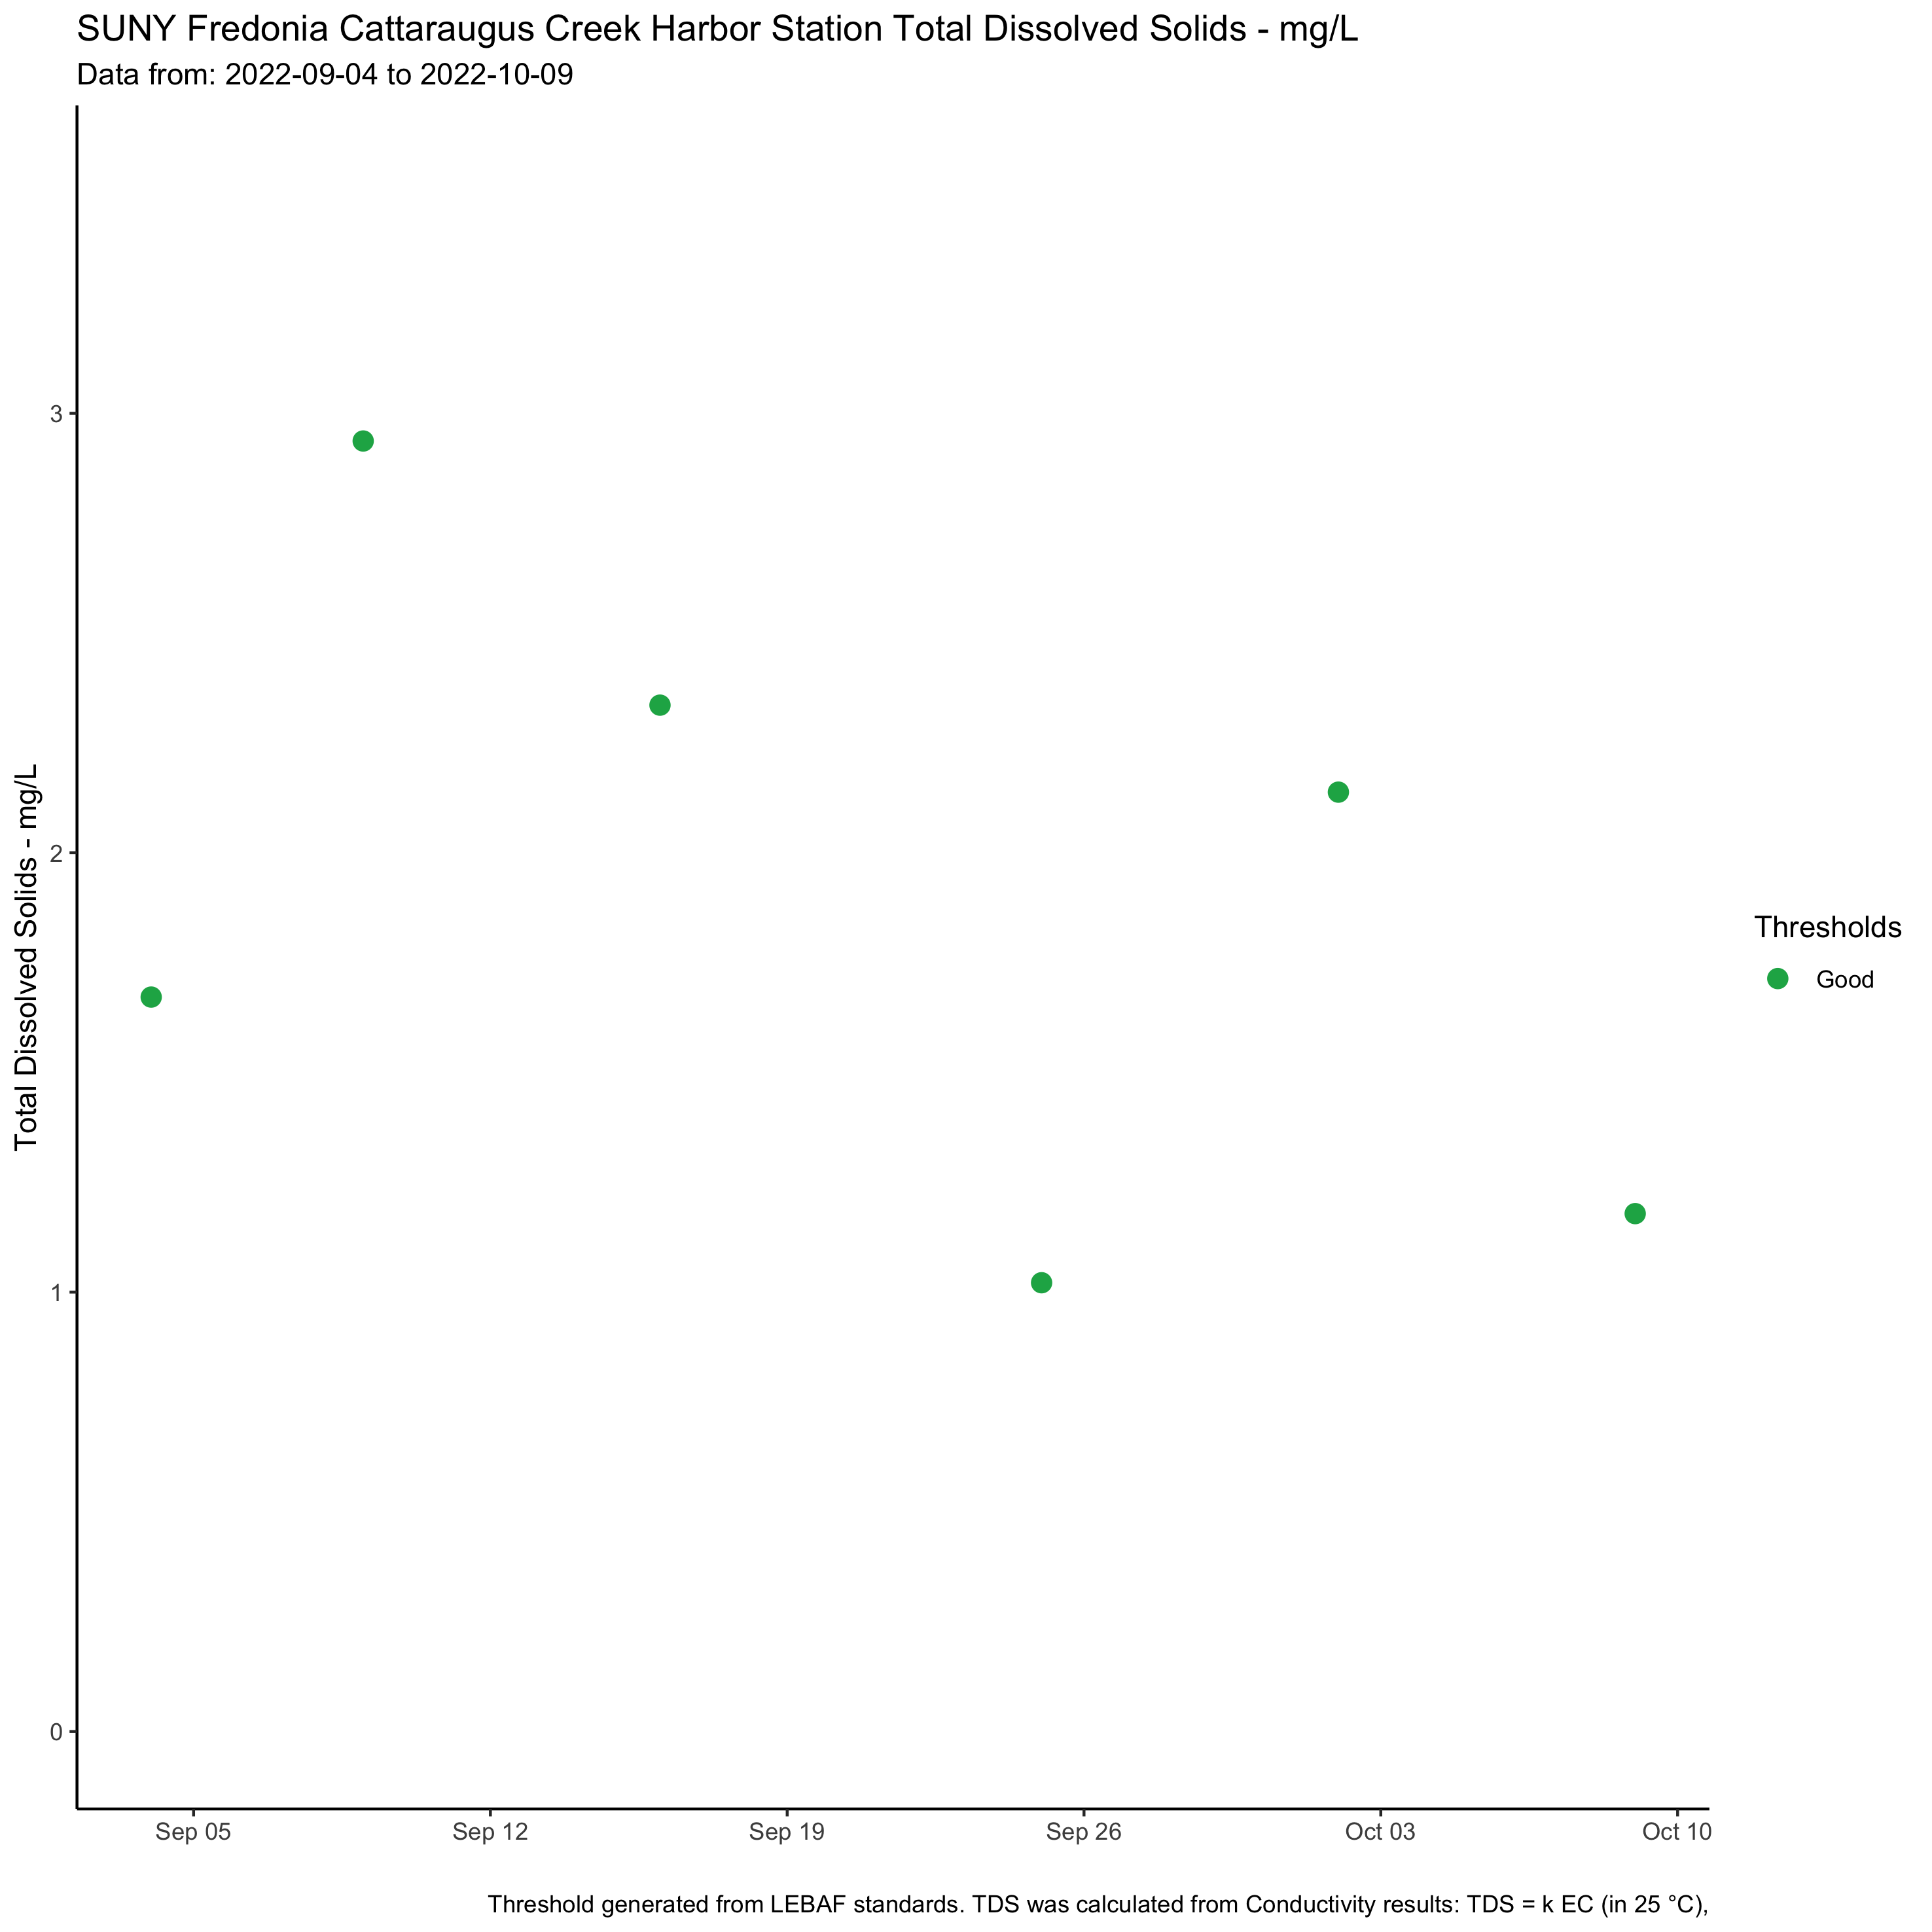 SUNY Fredonia Cattaraugus Creek Harbor Station Total Dissolved Solids - mg/L
Data from: 2022-09-04 to 2022-10-09
Total Dissolved Solids - mg/L
3
2
1
0
Sep 05
Sep 12
Sep 19
Sep 26
Oct 03
Oct 10
Thresholds
Good
Threshold generated from LEBAF standards. TDS was calculated from Conductivity results: TDS = k EC (in 25 °C),